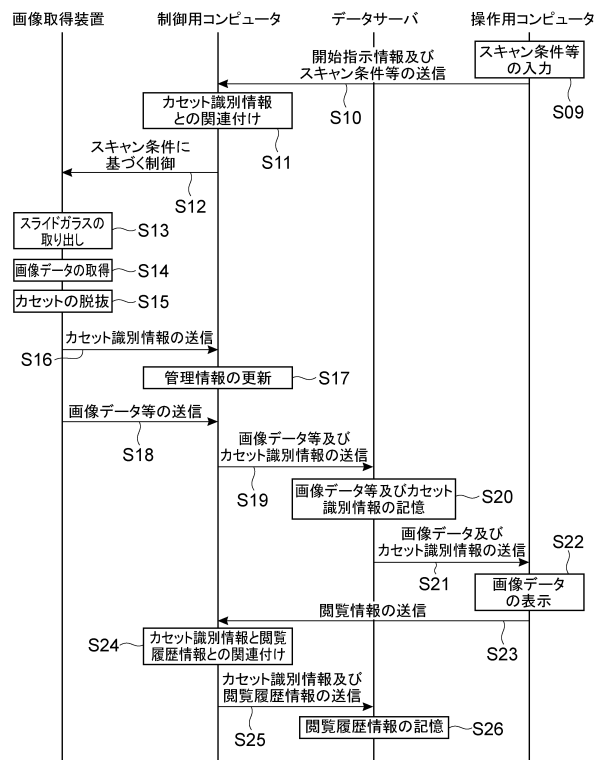 画像取得装置
制御用コンピュータ
データサーバ
操作用コンピュータ
スキャン条件等
の入力
S09
開始指示情報及び
スキャン条件等の送信
S10
カセット識別情報
との関連付け
S11
スキャン条件に
基づく制御
S12
スライドガラスの
取り出し
S13
画像データの取得
S14
カセットの脱抜
S15
カセット識別情報の送信
S16
管理情報の更新
S17
画像データ等の送信
S18
画像データ等及び
カセット識別情報の送信
S19
画像データ等及びカセット
識別情報の記憶
S20
画像データ及び
カセット識別情報の送信
S21
S22
画像データ
の表示
閲覧情報の送信
S23
S24
カセット識別情報と閲覧
履歴情報との関連付け
カセット識別情報及び
閲覧履歴情報の送信
S25
閲覧履歴情報の記憶
S26